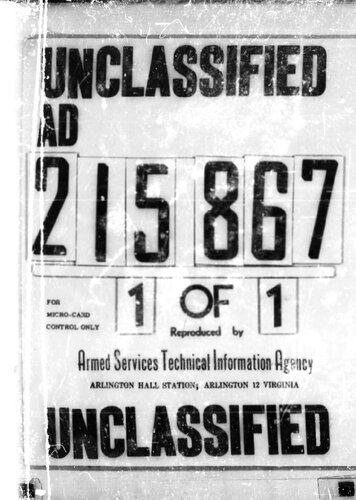 UNCLASSIFIED
AD
215 867
FOR
MICRO-CARD
CONTROL ONLY
1 OF 1
Reproduced by
Armed Services Technical Information Agency
ARLINGTON HALL STATION; ARLINGTON 12 VIRGINIA
UNCLASSIFIED